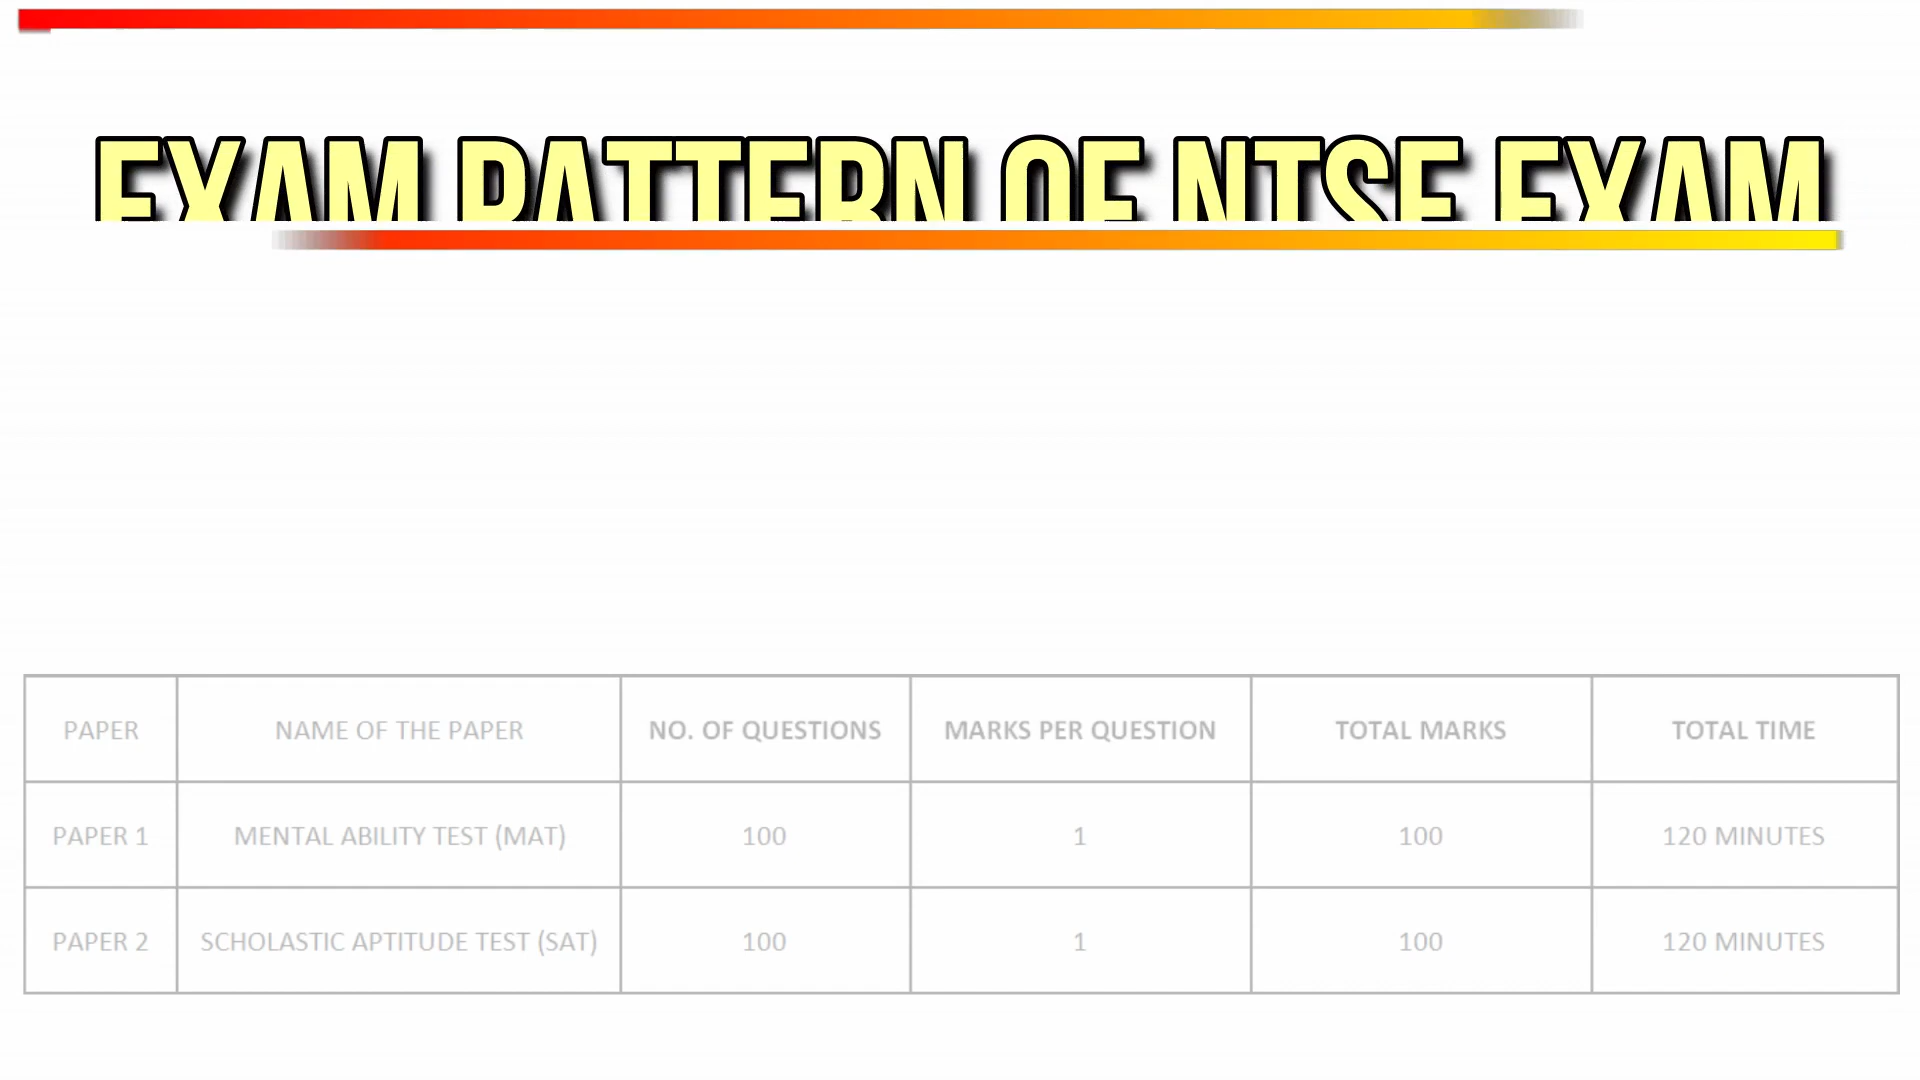 EXAM PATTERN OF NTSE EXAM
PAPER NAME OF THE PAPER NO. OF QUESTIONS MARKS PER QUESTION TOTAL MARKS TOTAL TIME
PAPER 1 MENTAL ABILITY TEST (MAT) 100 1 100 120 MINUTES
PAPER 2 SCHOLASTIC APTITUDE TEST (SAT) 100 1 100 120 MINUTES